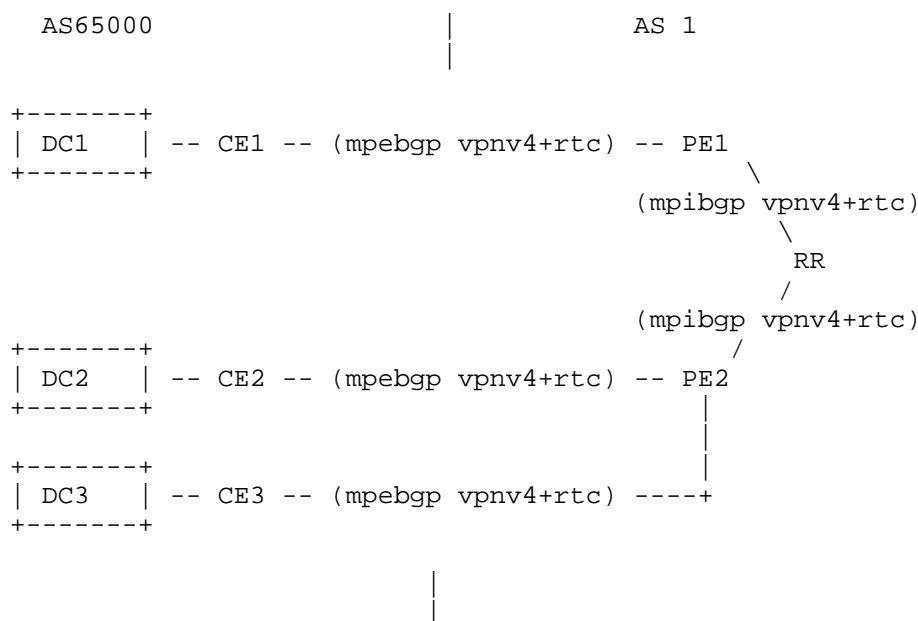 AS65000 | AS 1
|
+-------+
| DC1 | -- CE1 -- (mpebgp vpnv4+rtc) -- PE1
+-------+ \
(mpibgp vpnv4+rtc)
\
RR
/
(mpibgp vpnv4+rtc)
+-------+ /
| DC2 | -- CE2 -- (mpebgp vpnv4+rtc) -- PE2
+-------+ |
|
+-------+ |
| DC3 | -- CE3 -- (mpebgp vpnv4+rtc) ----+
+-------+
|
|